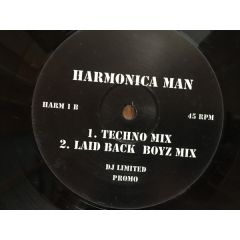 HARMONICA MAN
HARM 1 B
45 RPM
1. TECHNO MIX
2. LAID BACK BOYZ MIX
DJ LIMITED
PROMO